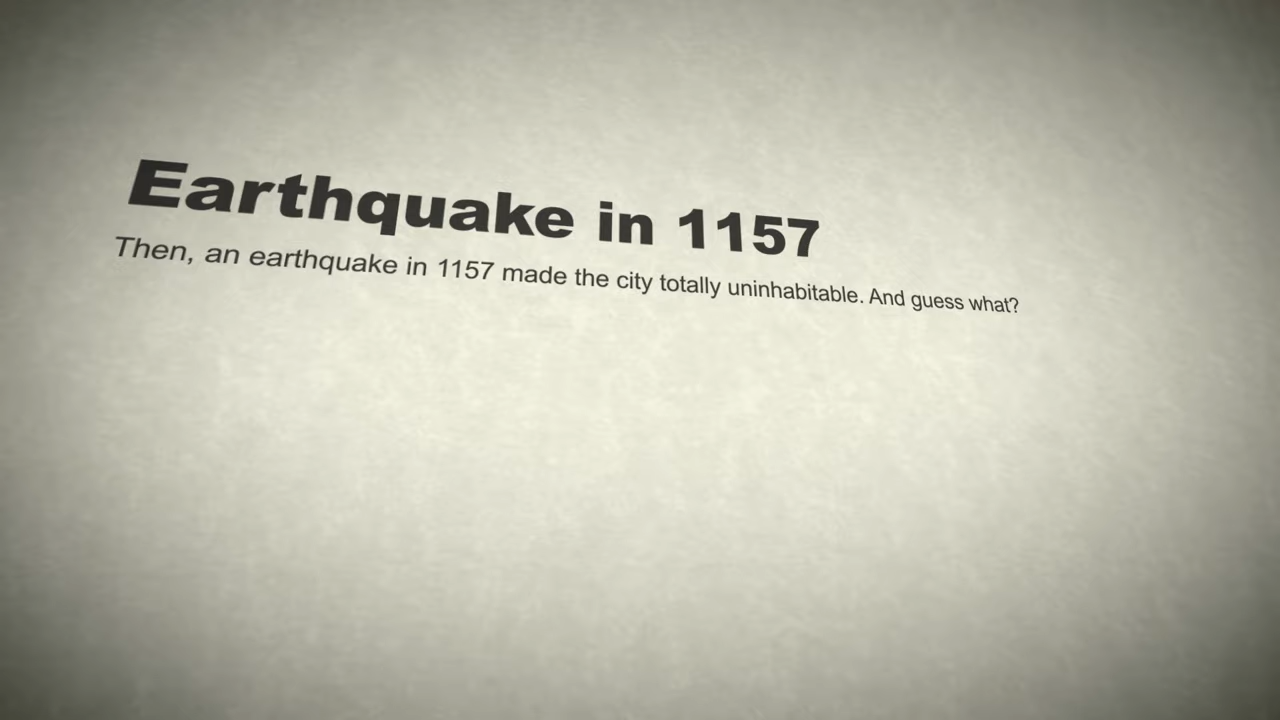 Earthquake in 1157
Then, an earthquake in 1157 made the city totally uninhabitable. And guess what?